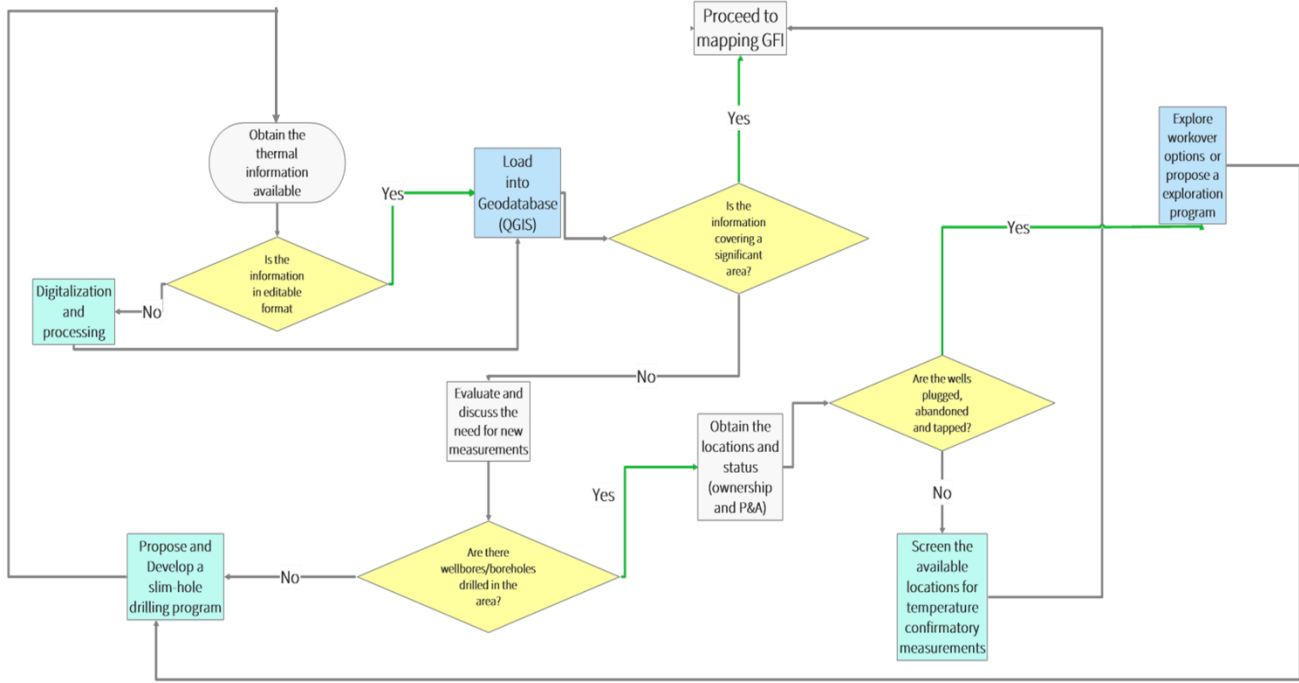 Proceed to
mapping GFI
Yes
Explore
workover
options or
propose a
exploration
program
Obtain the
thermal
information
available
Load
into
Geodatabase
(QGIS)
Yes
Is the
information
covering a
significant
area?
Yes
Is the
information
in editable
format
Digitalization
and
processing
No
No
Evaluate and
discuss the
need for new
measurements
Are the wells
plugged,
abandoned
and tapped?
Obtain the
locations and
status
(ownership
and P&A)
Yes
No
Propose and
Develop a
slim-hole
drilling program
No
Are there
wellbores/boreholes
drilled in the
area?
Screen the
available
locations for
temperature
confirmatory
measurements